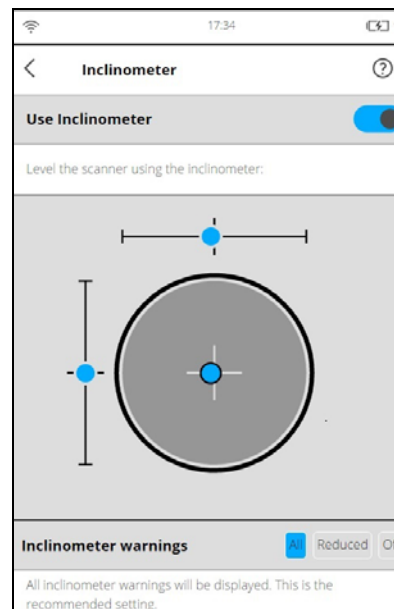 17:34
Inclinometer
Use Inclinometer
Level the scanner using the inclinometer:
Inclinometer warnings
All Reduced O
All inclinometer warnings will be displayed. This is the
recommended setting.